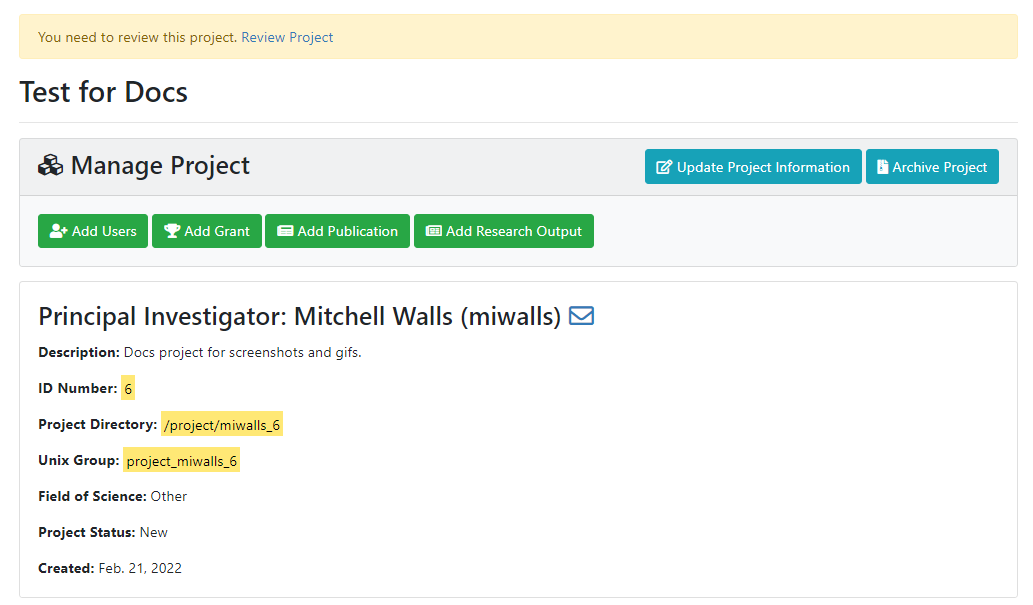 You need to review this project. Review Project
Test for Docs
Manage Project
Update Project Information
Archive Project
Add Users
Add Grant
Add Publication
Add Research Output
Principal Investigator: Mitchell Walls (miwalls)
Description: Docs project for screenshots and gifs.
ID Number: 6
Project Directory: /project/miwalls_6
Unix Group: project_miwalls_6
Field of Science: Other
Project Status: New
Created: Feb. 21, 2022